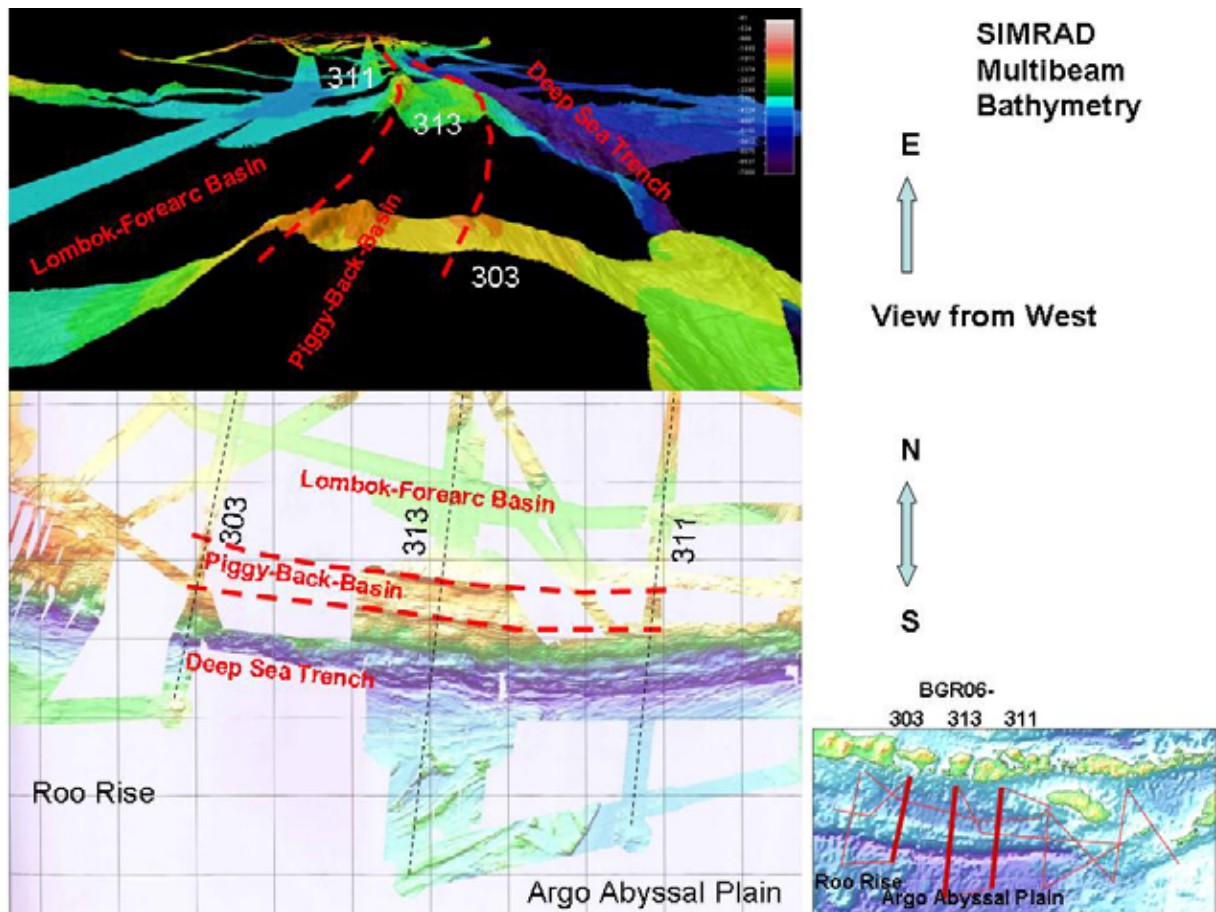 SIMRAD
Multibeam
Bathymetry
E
View from West
311
313
303
Lombok-Forearc Basin
Piggy-Back-Basin
Deep Sea Trench
N
S
Lombok-Forearc Basin
303
313
311
Piggy-Back-Basin
Deep Sea Trench
Roo Rise
Argo Abyssal Plain
BGR06-
303 313 311
Roo Rise
Argo Abyssal Plain